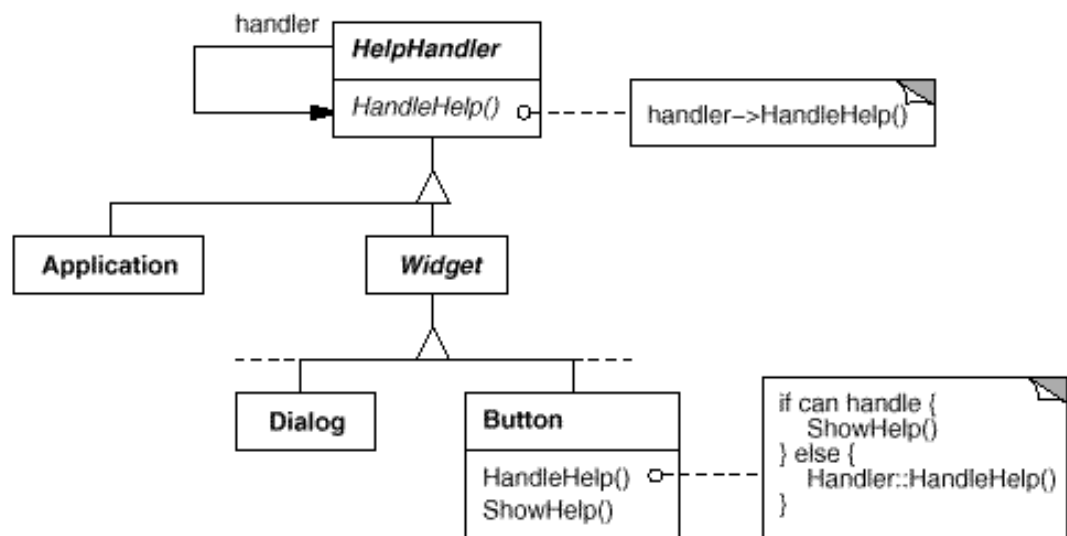 handler
HelpHandler
HandleHelp()
handler->HandleHelp()
Application
Widget
Dialog
Button
HandleHelp()
ShowHelp()
if can handle {
ShowHelp()
} else {
Handler::HandleHelp()
}